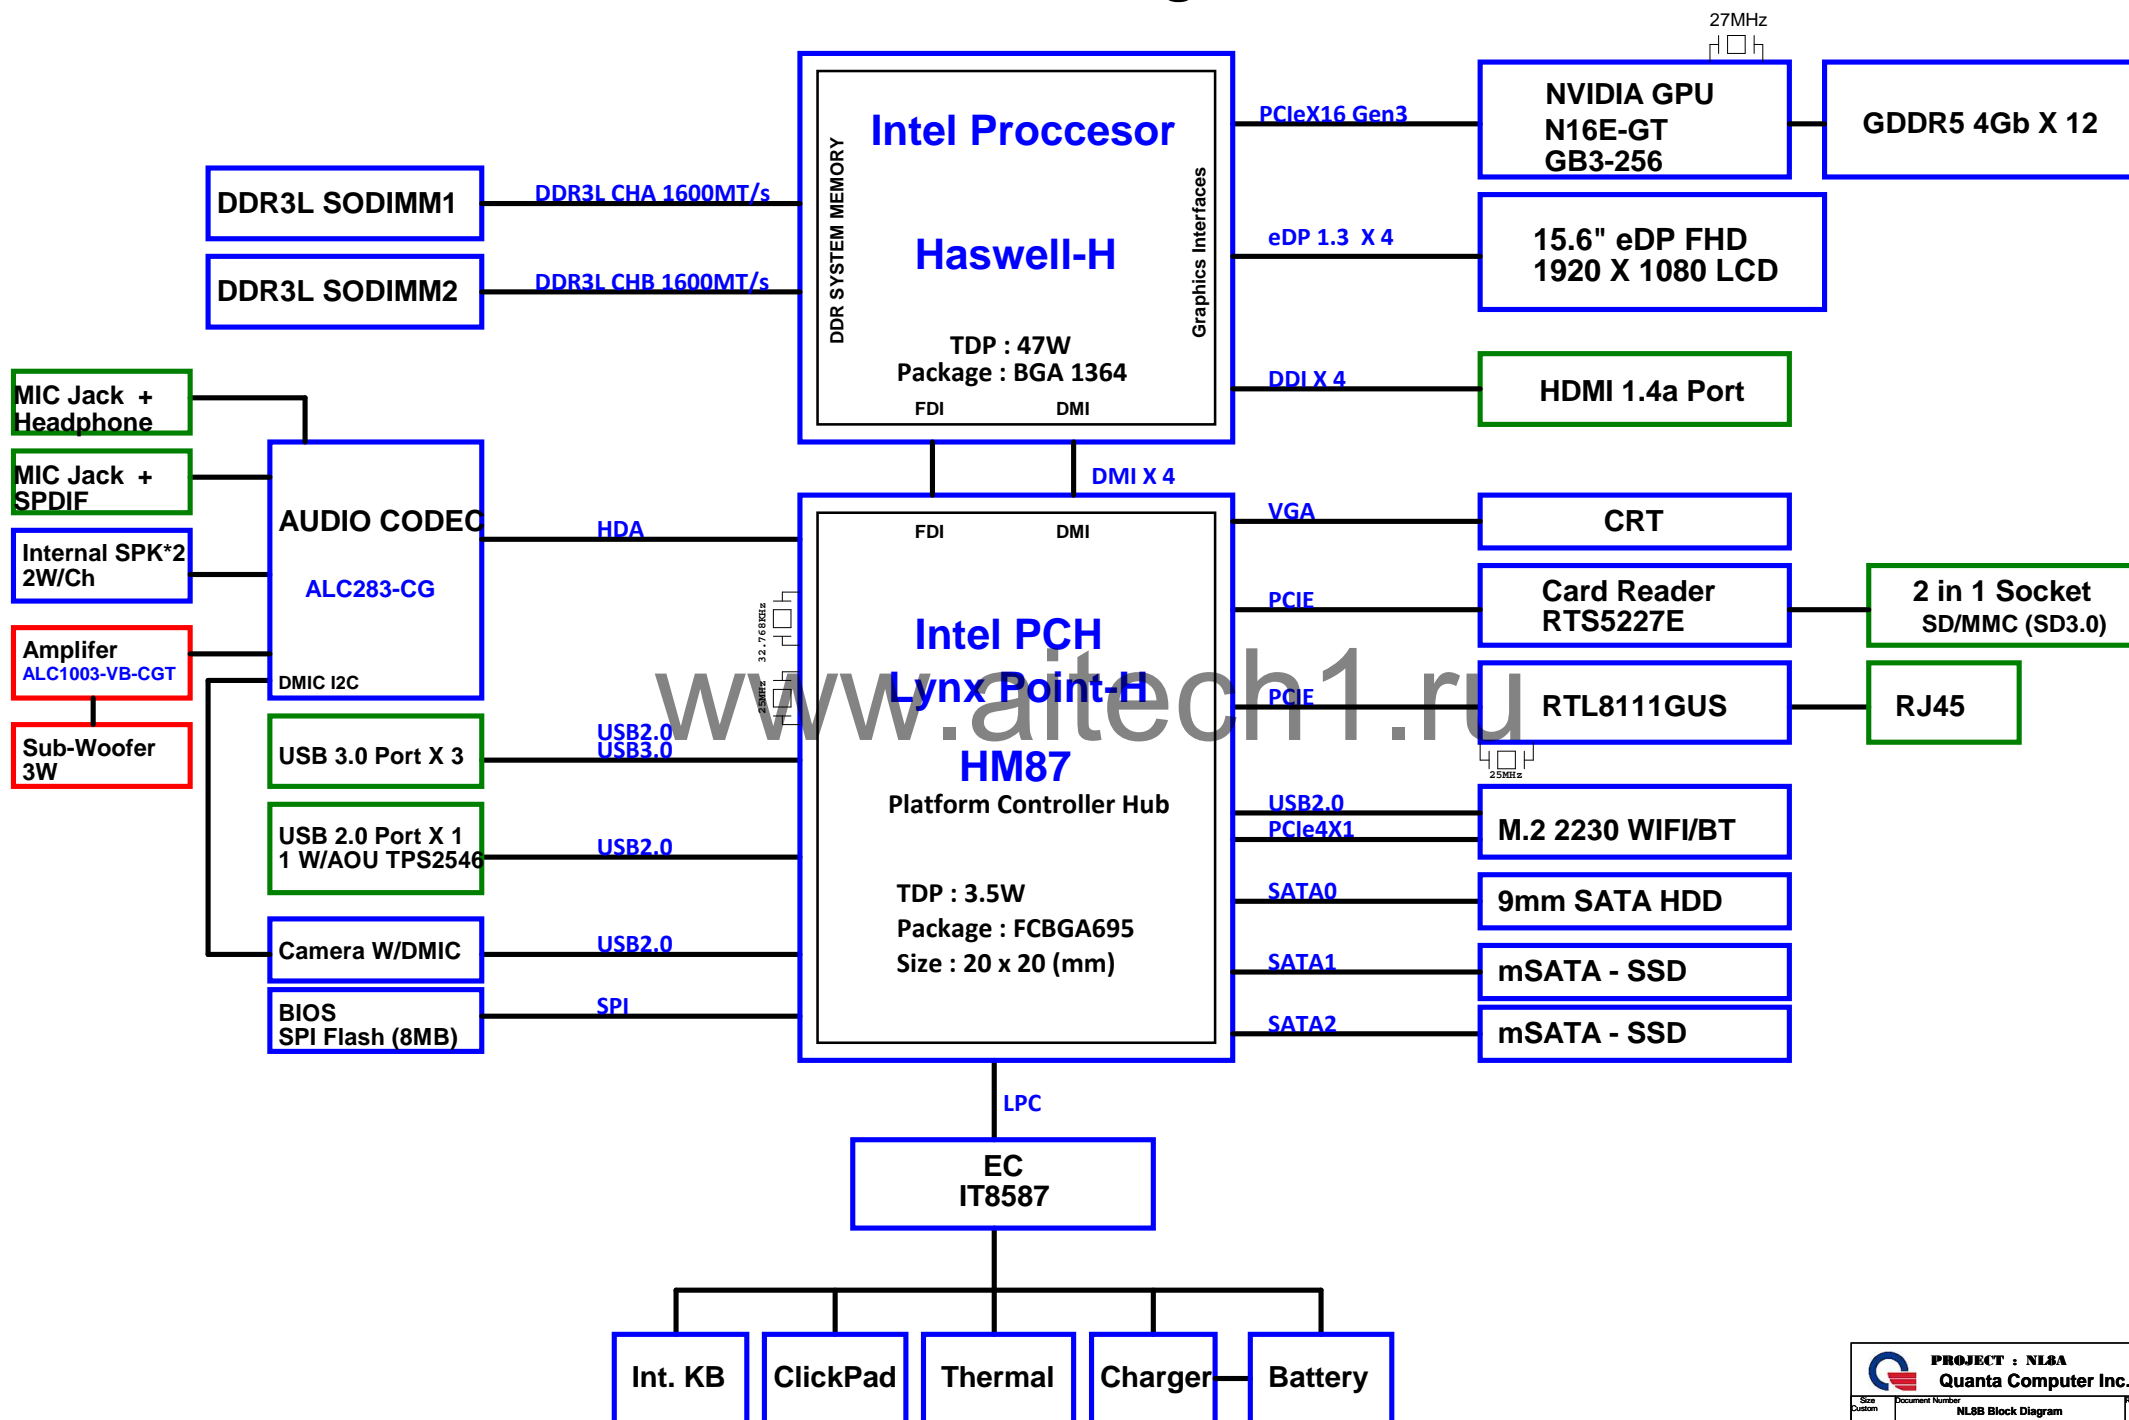 27MHz
Intel Proccesor
Haswell-H
DDR SYSTEM MEMORY
Graphics Interfaces
TDP : 47W
Package : BGA 1364
FDI
DMI
PCIeX16 Gen3
NVIDIA GPU
N16E-GT
GB3-256
GDDR5 4Gb X 12
DDR3L SODIMM1
DDR3L CHA 1600MT/s
DDR3L SODIMM2
DDR3L CHB 1600MT/s
eDP 1.3  X 4
15.6" eDP FHD
1920 X 1080 LCD
DDI X 4
HDMI 1.4a Port
MIC Jack  +
Headphone
MIC Jack  +
SPDIF
Internal SPK*2
2W/Ch
Amplifer
ALC1003-VB-CGT
Sub-Woofer
3W
AUDIO CODEC
ALC283-CG
DMIC I2C
HDA
DMI X 4
FDI
DMI
Intel PCH
Lynx Point-H
HM87
Platform Controller Hub
TDP : 3.5W
Package : FCBGA695
Size : 20 x 20 (mm)
32.768KHz
25MHz
www.aitech1.ru
VGA
CRT
PCIE
Card Reader
RTS5227E
2 in 1 Socket
SD/MMC (SD3.0)
PCIE
RTL8111GUS
RJ45
25MHz
USB 3.0 Port X 3
USB2.0
USB3.0
USB 2.0 Port X 1
1 W/AOU TPS2546
USB2.0
Camera W/DMIC
USB2.0
BIOS
SPI Flash (8MB)
SPI
USB2.0
PCIe4X1
M.2 2230 WIFI/BT
SATA0
9mm SATA HDD
SATA1
mSATA - SSD
SATA2
mSATA - SSD
LPC
EC
IT8587
Int. KB
ClickPad
Thermal
Charger
Battery
PROJECT : NL8A
Quanta Computer Inc.
Size
Custom
Document Number
NL8B Block Diagram